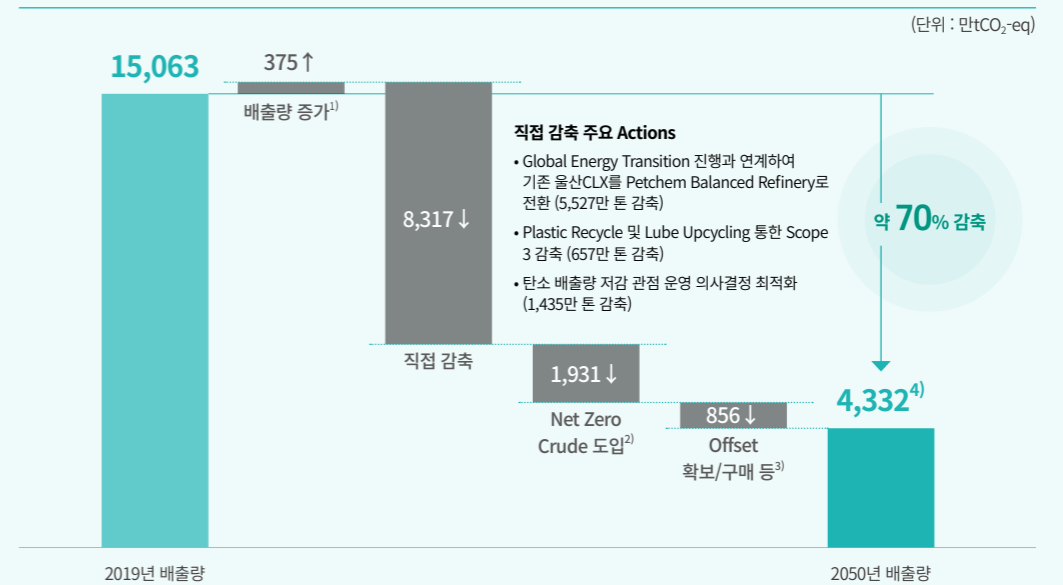 (단위 : 만tCO₂-eq)
15,063
375↑
배출량 증가¹⁾
8,317↓
직접 감축
직접 감축 주요 Actions
• Global Energy Transition 진행과 연계하여
기존 울산CLX를 Petchem Balanced Refinery로
전환 (5,527만 톤 감축)
• Plastic Recycle 및 Lube Upcycling 통한 Scope
3 감축 (657만 톤 감축)
• 탄소 배출량 저감 관점 운영 의사결정 최적화
(1,435만 톤 감축)
약 70% 감축
1,931↓
Net Zero
Crude 도입²⁾
856↓
Offset
확보/구매 등³⁾
4,332⁴⁾
2019년 배출량
2050년 배출량